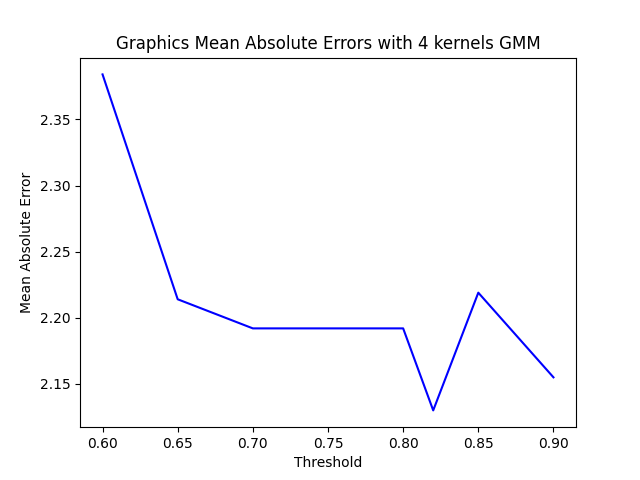 Graphics Mean Absolute Errors with 4 kernels GMM
2.35
2.30
2.25
2.20
2.15
Mean Absolute Error
0.60 0.65 0.70 0.75 0.80 0.85 0.90
Threshold